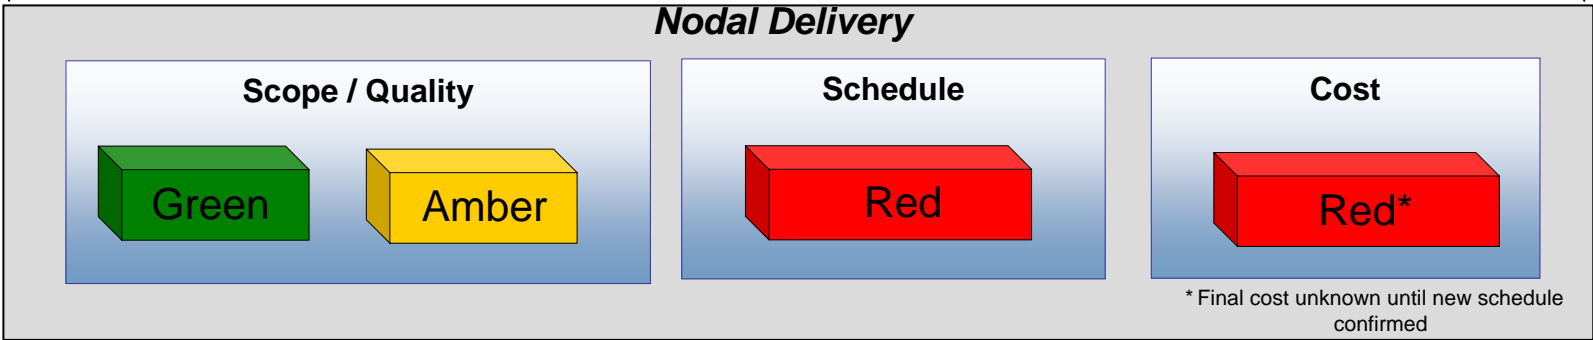 Nodal Delivery
Scope / Quality
Green
Amber
Schedule
Red
Cost
Red*
* Final cost unknown until new schedule
confirmed